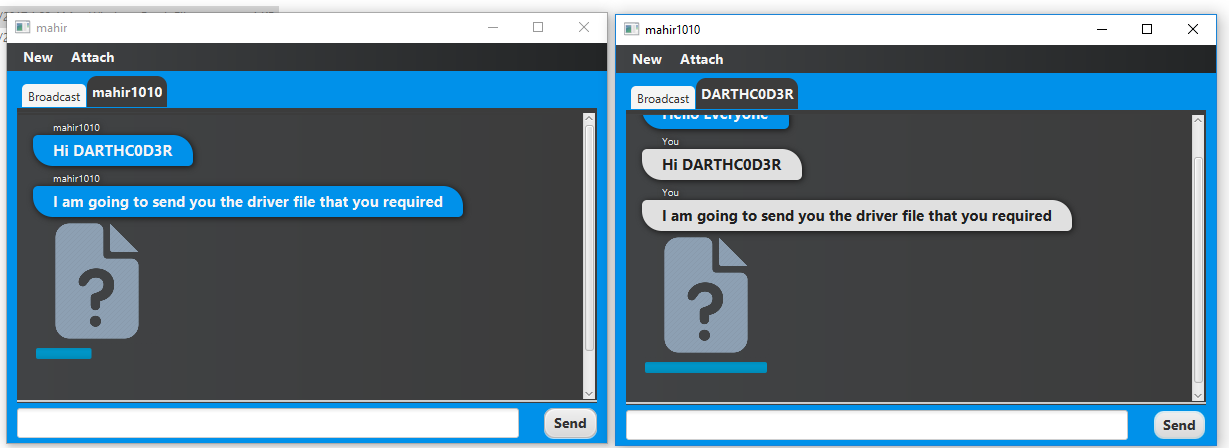 mahir
New Attach
Broadcast mahir1010
mahir1010
Hi DARTHC0D3R
mahir1010
I am going to send you the driver file that you required
?
Send
mahir1010
New Attach
Broadcast DARTHC0D3R
Hello Everyone
You
Hi DARTHC0D3R
You
I am going to send you the driver file that you required
?
Send